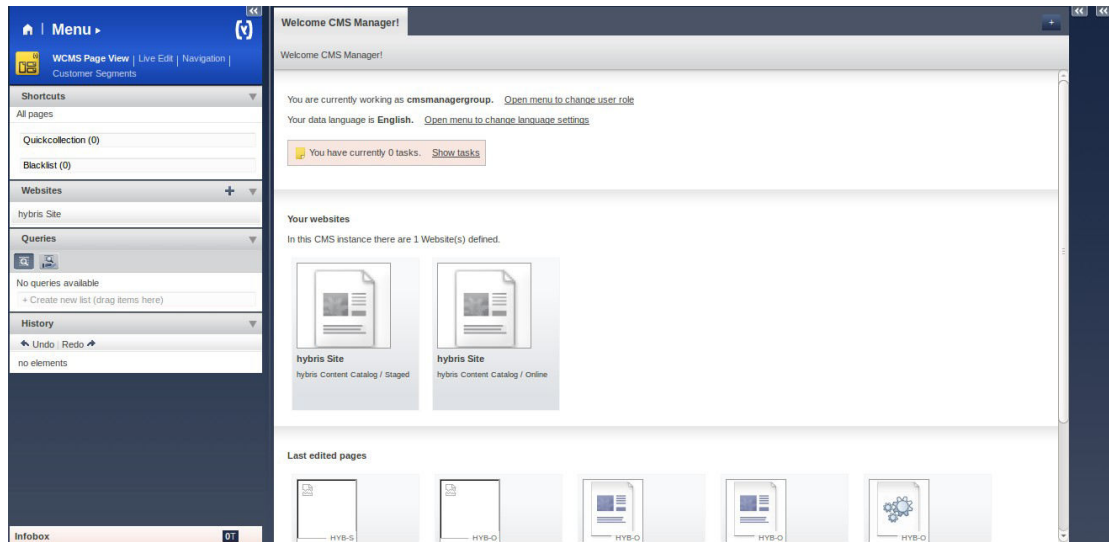 Menu
WCMS Page View | Live Edit | Navigation |
Customer Segments
Shortcuts
All pages
Quickcollection (0)
Blacklist (0)
Websites
hybris Site
Queries
No queries available
+ Create new list (drag items here)
History
Undo | Redo
no elements
Infobox
0T
Welcome CMS Manager!
Welcome CMS Manager!
You are currently working as cmsmanagergroup. Open menu to change user role
Your data language is English. Open menu to change language settings
You have currently 0 tasks. Show tasks
Your websites
In this CMS instance there are 1 Website(s) defined.
hybris Site
hybris Content Catalog / Staged
hybris Site
hybris Content Catalog / Online
Last edited pages
HYB-S
HYB-O
HYB-O
HYB-O
HYB-O